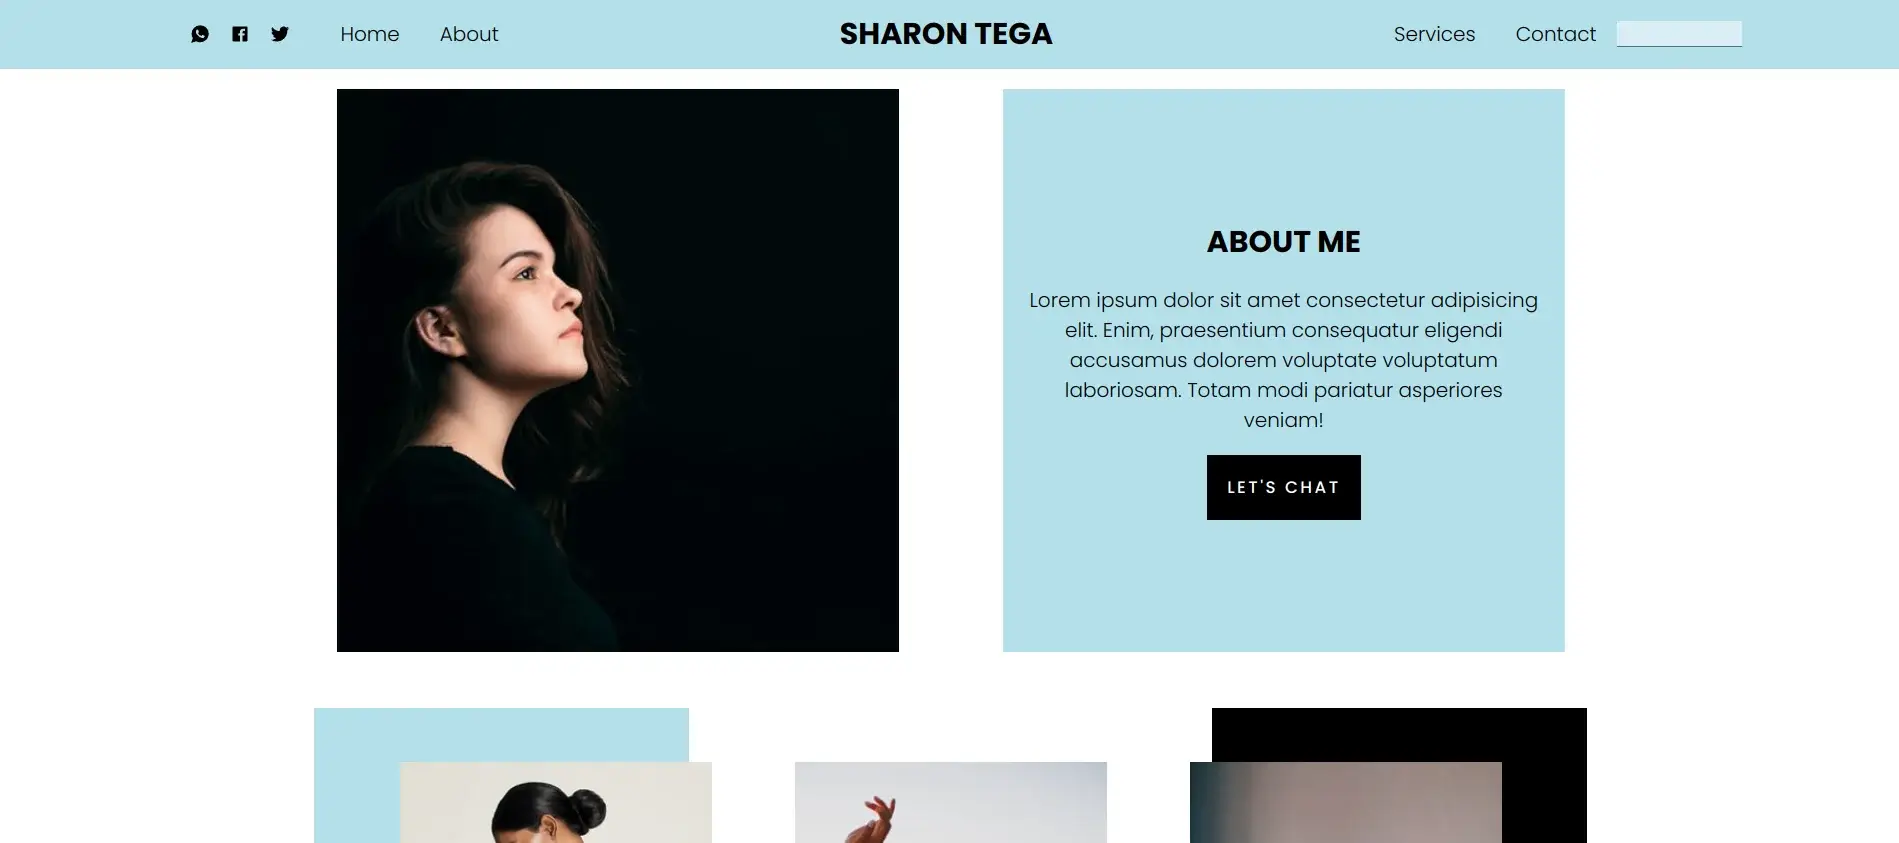 Home About SHARON TEGA Services Contact
ABOUT ME
Lorem ipsum dolor sit amet consectetur adipisicing
elit. Enim, praesentium consequatur eligendi
accusamus dolorem voluptate voluptatum
laboriosam. Totam modi pariatur asperiores
veniam!
LET'S CHAT